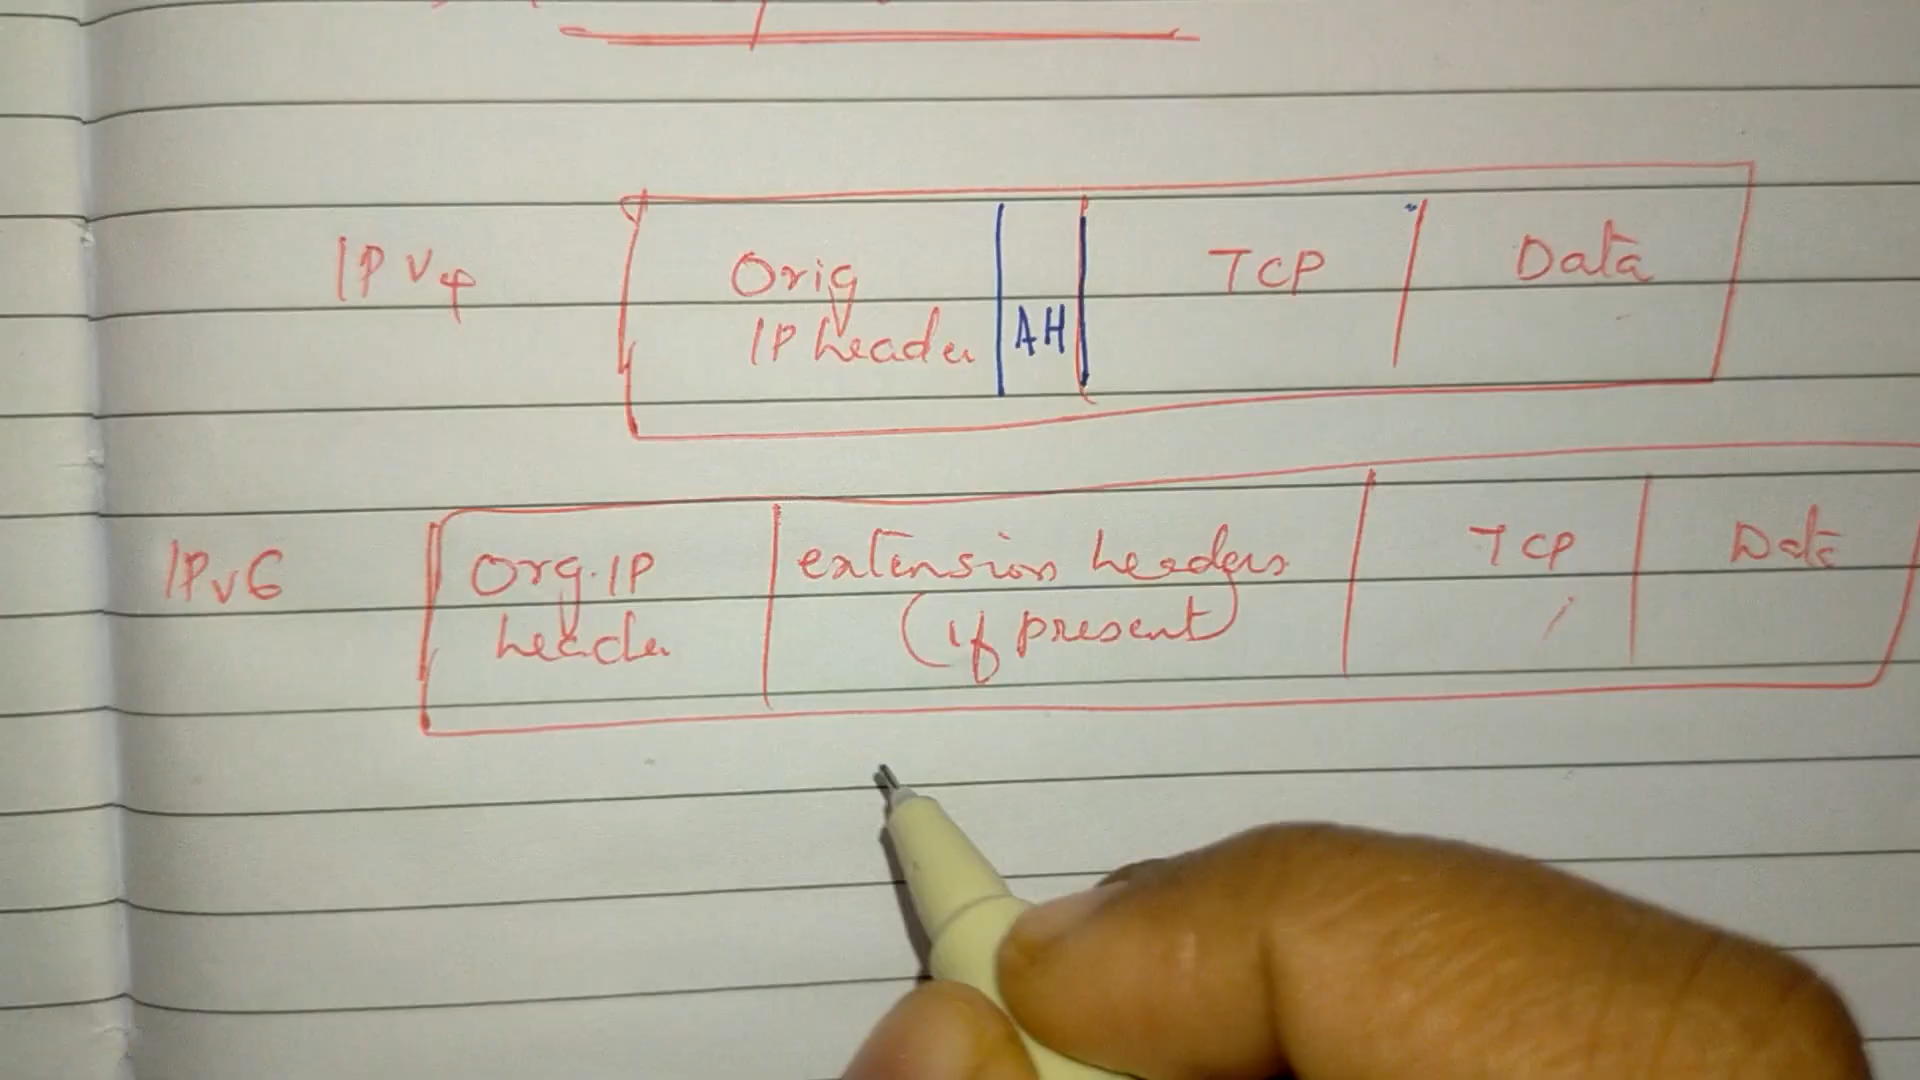 IPv4
Orig
IP header
AH
TCP
Data
IPv6
Org.IP
header
extension headers
(if present)
TCP
Data